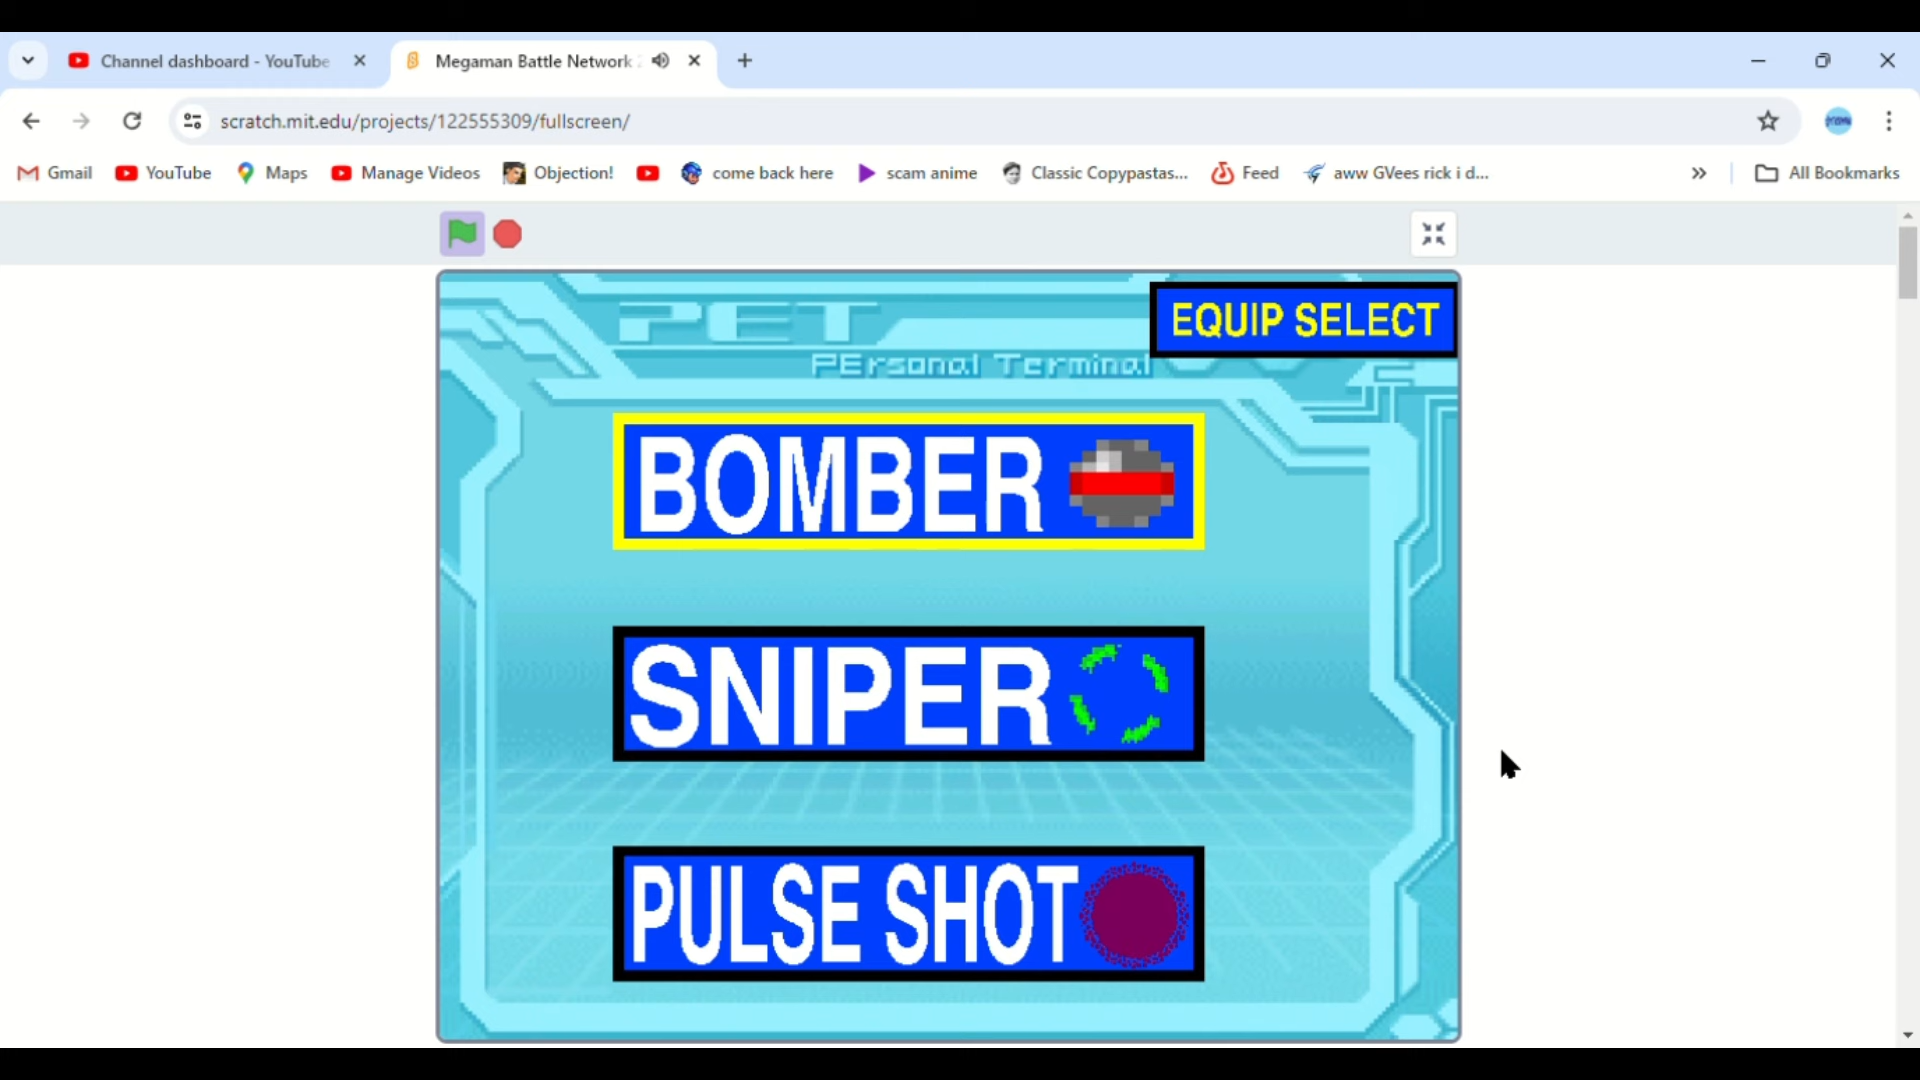 Channel dashboard - YouTube
Megaman Battle Network
scratch.mit.edu/projects/122555309/fullscreen/
Gmail YouTube Maps Manage Videos Objection! come back here scam anime Classic Copypastas... Feed aww GVees rick i d... All Bookmarks
PET
EQUIP SELECT
PErsonal Terminal
BOMBER
SNIPER
PULSE SHOT